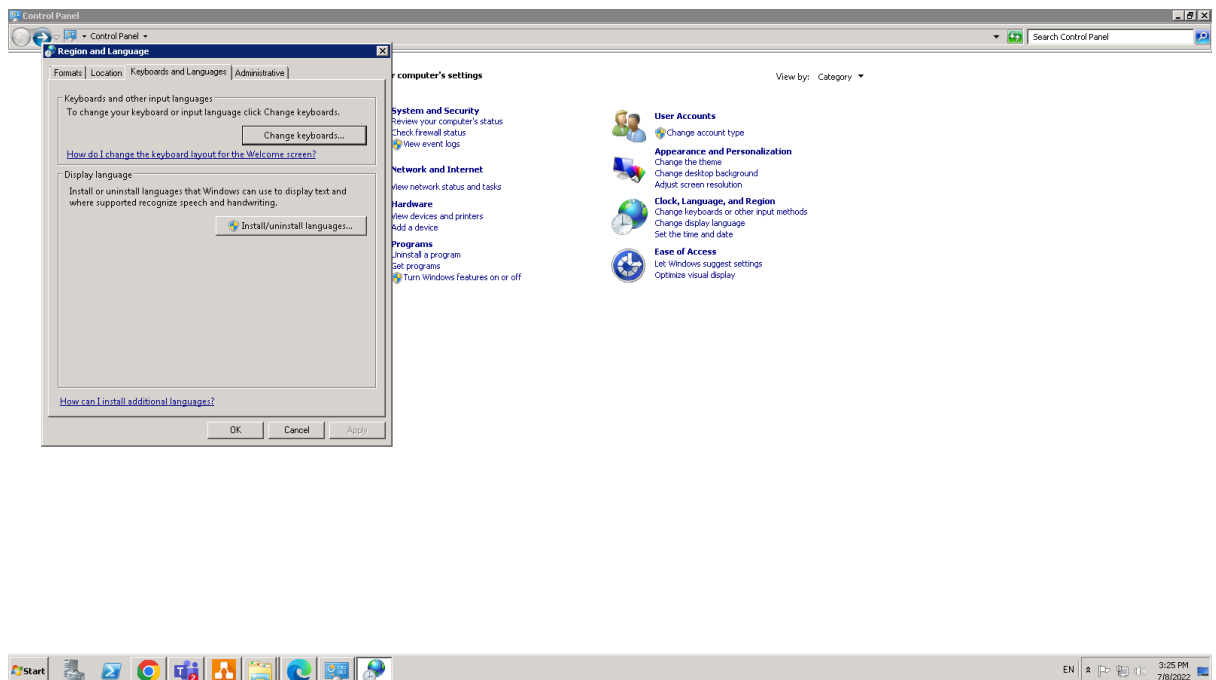 Control Panel
Control Panel
Search Control Panel
Region and Language
Formats
Location
Keyboards and Languages
Administrative
Keyboards and other input languages
To change your keyboard or input language click Change keyboards.
Change keyboards...
How do I change the keyboard layout for the Welcome screen?
Display language
Install or uninstall languages that Windows can use to display text and
where supported recognize speech and handwriting.
Install/uninstall languages...
How can I install additional languages?
OK
Cancel
Apply
computer's settings
View by: Category
System and Security
Review your computer's status
Check firewall status
View event logs
Network and Internet
View network status and tasks
Hardware
View devices and printers
Add a device
Programs
Uninstall a program
Get programs
Turn Windows features on or off
User Accounts
Change account type
Appearance and Personalization
Change the theme
Change desktop background
Adjust screen resolution
Clock, Language, and Region
Change keyboards or other input methods
Change display language
Set the time and date
Ease of Access
Let Windows suggest settings
Optimize visual display
Start
EN
3:25 PM
7/8/2022